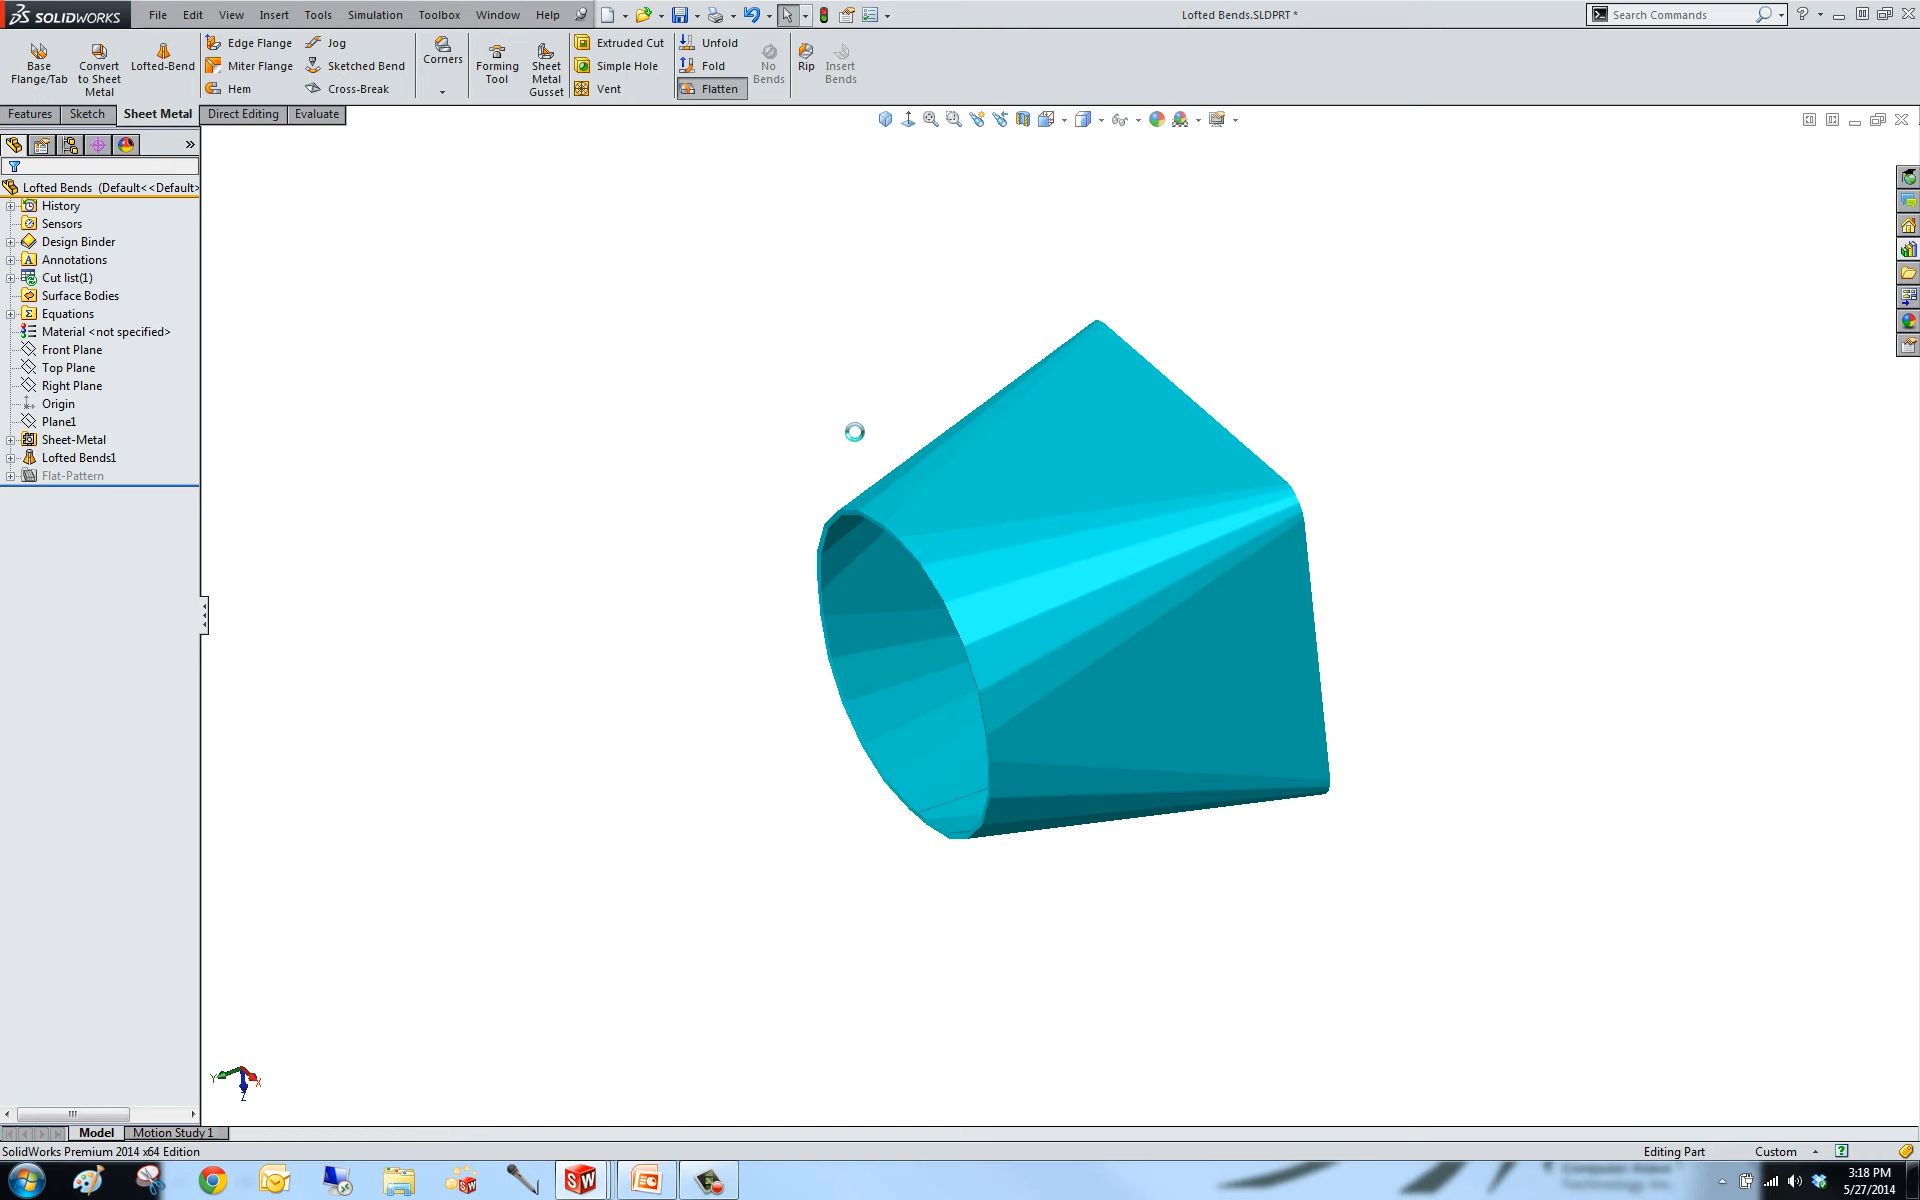 SOLIDWORKS File Edit View Insert Tools Simulation Toolbox Window Help Lofted Bends.SLDPRT * Search Commands
Base Flange/Tab
Convert to Sheet Metal
Lofted-Bend
Edge Flange
Miter Flange
Hem
Jog
Sketched Bend
Cross-Break
Corners
Forming Tool
Sheet Metal Gusset
Extruded Cut
Simple Hole
Vent
Unfold
Fold
Flatten
No Bends
Rip
Insert Bends
Features Sketch Sheet Metal Direct Editing Evaluate
Lofted Bends (Default<<Default>
History
Sensors
Design Binder
Annotations
Cut list(1)
Surface Bodies
Equations
Material <not specified>
Front Plane
Top Plane
Right Plane
Origin
Plane1
Sheet-Metal
Lofted Bends1
Flat-Pattern
Y X
Z
Model Motion Study 1
SolidWorks Premium 2014 x64 Edition Editing Part Custom
3:18 PM
5/27/2014